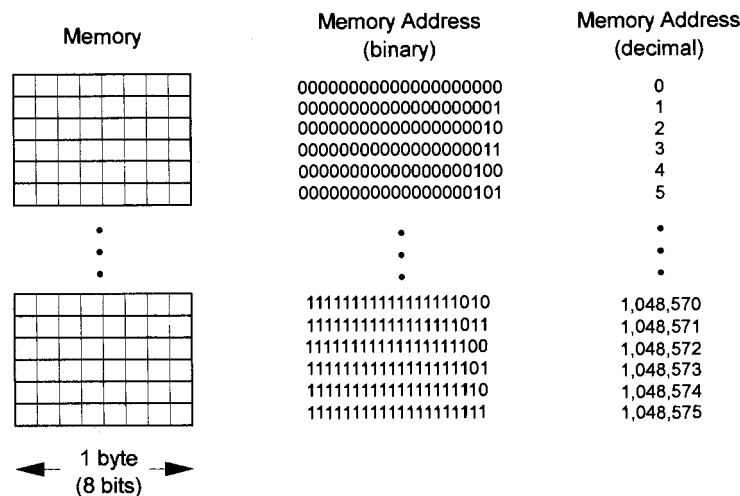 Memory
Memory Address
(binary)
Memory Address
(decimal)
00000000000000000000 0
00000000000000000001 1
00000000000000000010 2
00000000000000000011 3
00000000000000000100 4
00000000000000000101 5
11111111111111111010 1,048,570
11111111111111111011 1,048,571
11111111111111111100 1,048,572
11111111111111111101 1,048,573
11111111111111111110 1,048,574
11111111111111111111 1,048,575
1 byte
(8 bits)